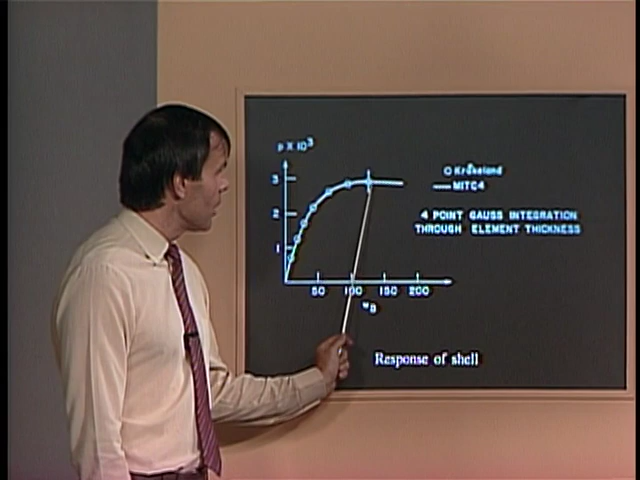 P X 10³
3
2
1
50 100 150 200
W_B
O Kråkeland
— MITC4
4 POINT GAUSS INTEGRATION
THROUGH ELEMENT THICKNESS
Response of shell